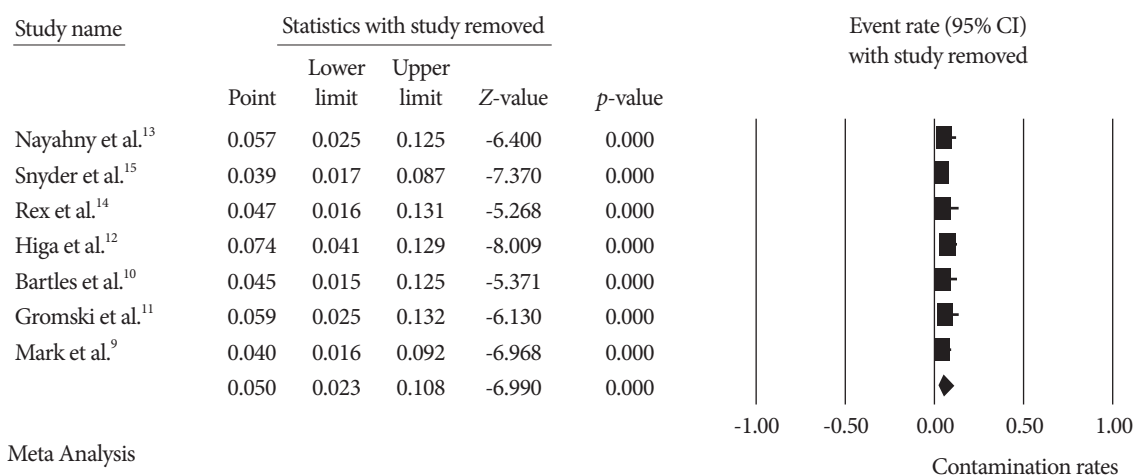 Study name Statistics with study removed Event rate (95% CI)
with study removed
Lower Upper
Point limit limit Z-value p-value
Nayahny et al.13 0.057 0.025 0.125 -6.400 0.000
Snyder et al.15 0.039 0.017 0.087 -7.370 0.000
Rex et al.14 0.047 0.016 0.131 -5.268 0.000
Higa et al.12 0.074 0.041 0.129 -8.009 0.000
Bartles et al.10 0.045 0.015 0.125 -5.371 0.000
Gromski et al.11 0.059 0.025 0.132 -6.130 0.000
Mark et al.9 0.040 0.016 0.092 -6.968 0.000
0.050 0.023 0.108 -6.990 0.000
-1.00 -0.50 0.00 0.50 1.00
Meta Analysis Contamination rates